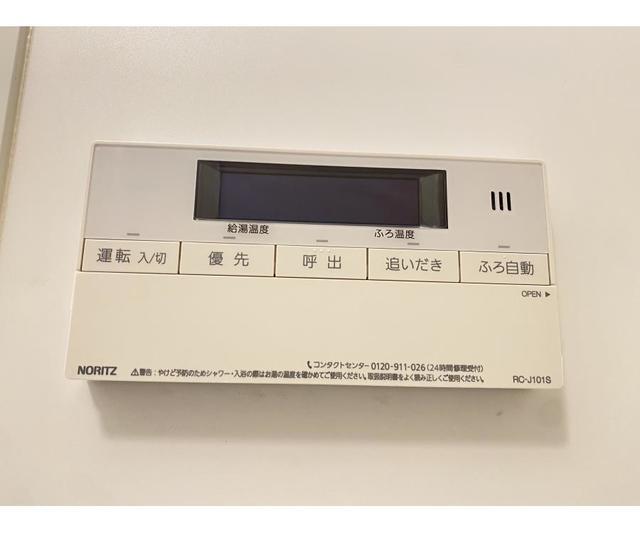 給湯温度 ふろ温度
運転 入/切 優先 呼出 追いだき ふろ自動
OPEN ▶
コンタクトセンター 0120-911-026 (24時間修理受付)
NORITZ ⚠警告：やけど予防のためシャワー・入浴の際はお湯の温度を確かめてご使用ください。取扱説明書をよく読み正しくご使用ください。 RC-J101S